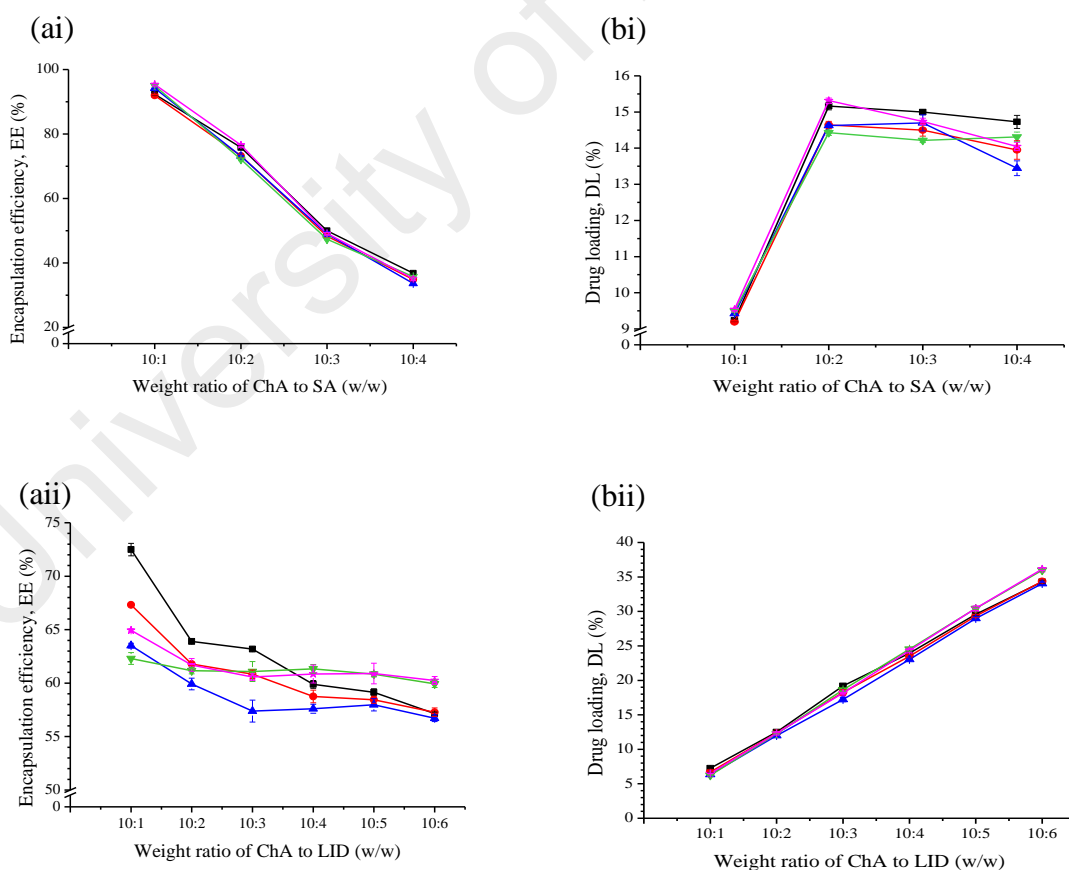 University of
(ai)
100
80
60
40
20
0
Encapsulation efficiency, EE (%)
10:1 10:2 10:3 10:4
Weight ratio of ChA to SA (w/w)
(bi)
16
15
14
13
12
11
10
9
0
Drug loading, DL (%)
10:1 10:2 10:3 10:4
Weight ratio of ChA to SA (w/w)
(aii)
75
70
65
60
55
50
0
Encapsulation efficiency, EE (%)
10:1 10:2 10:3 10:4 10:5 10:6
Weight ratio of ChA to LID (w/w)
(bii)
40
35
30
25
20
15
10
5
0
Drug loading, DL (%)
10:1 10:2 10:3 10:4 10:5 10:6
Weight ratio of ChA to LID (w/w)